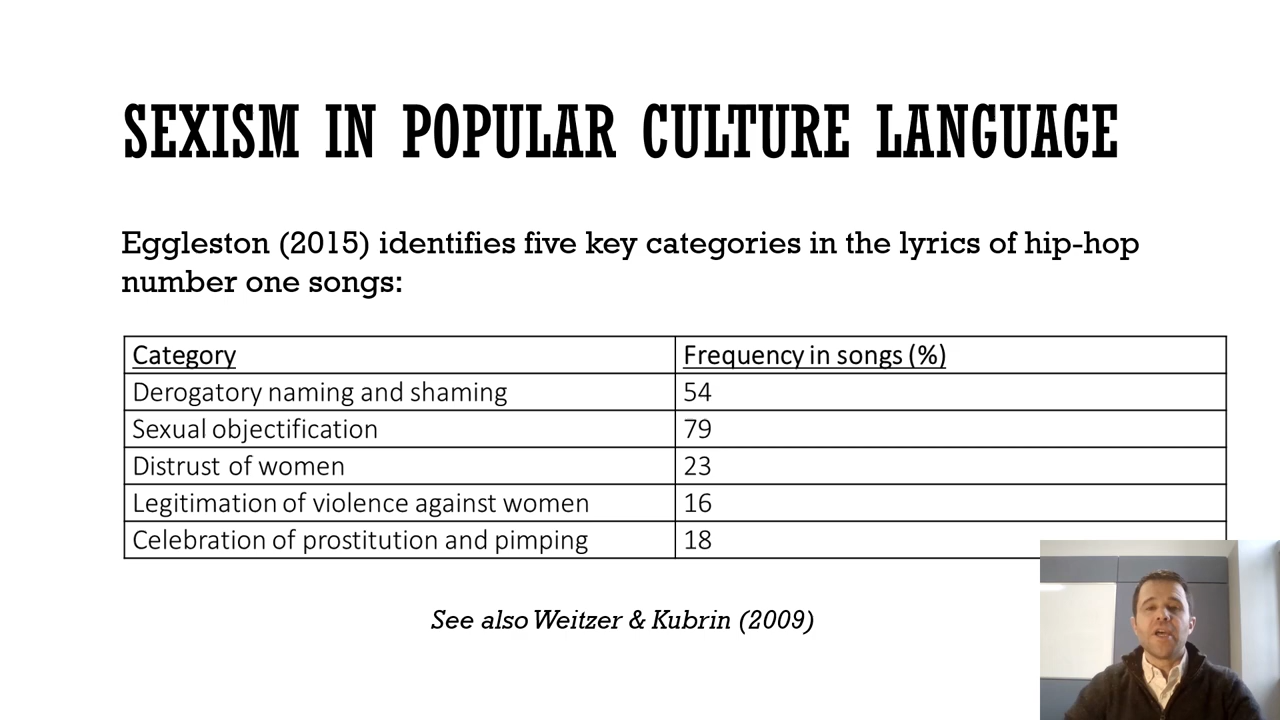 SEXISM IN POPULAR CULTURE LANGUAGE
Eggleston (2015) identifies five key categories in the lyrics of hip-hop
number one songs:
Category Frequency in songs (%)
Derogatory naming and shaming 54
Sexual objectification 79
Distrust of women 23
Legitimation of violence against women 16
Celebration of prostitution and pimping 18
See also Weitzer & Kubrin (2009)